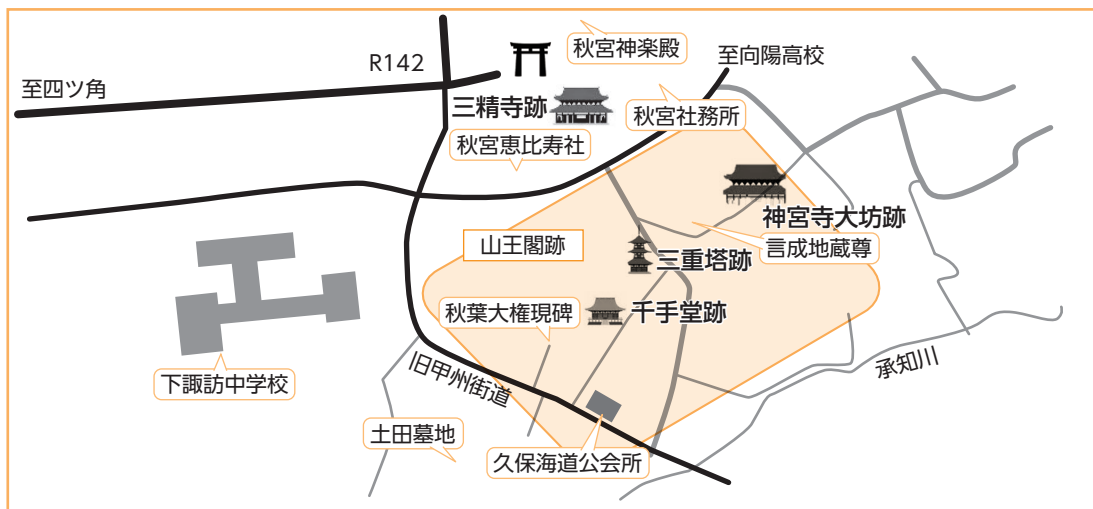 秋宮神楽殿
至向陽高校
R142
至四ツ角
三精寺跡
秋宮社務所
秋宮恵比寿社
神宮寺大坊跡
山王閣跡
言成地蔵尊
三重塔跡
秋葉大権現碑
千手堂跡
承知川
旧甲州街道
下諏訪中学校
土田墓地
久保海道公会所